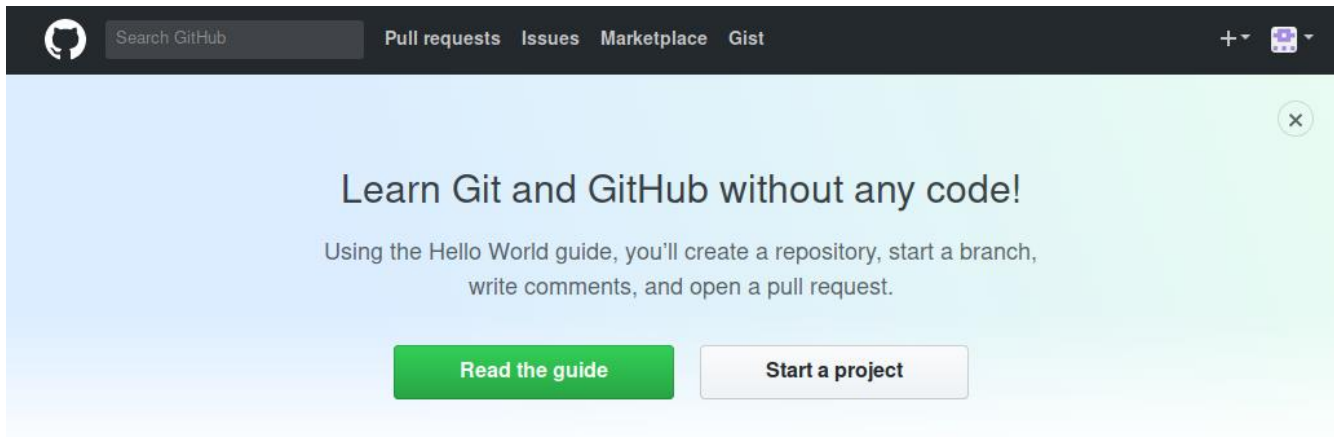 Search GitHub Pull requests Issues Marketplace Gist
Learn Git and GitHub without any code!
Using the Hello World guide, you’ll create a repository, start a branch,
write comments, and open a pull request.
Read the guide Start a project